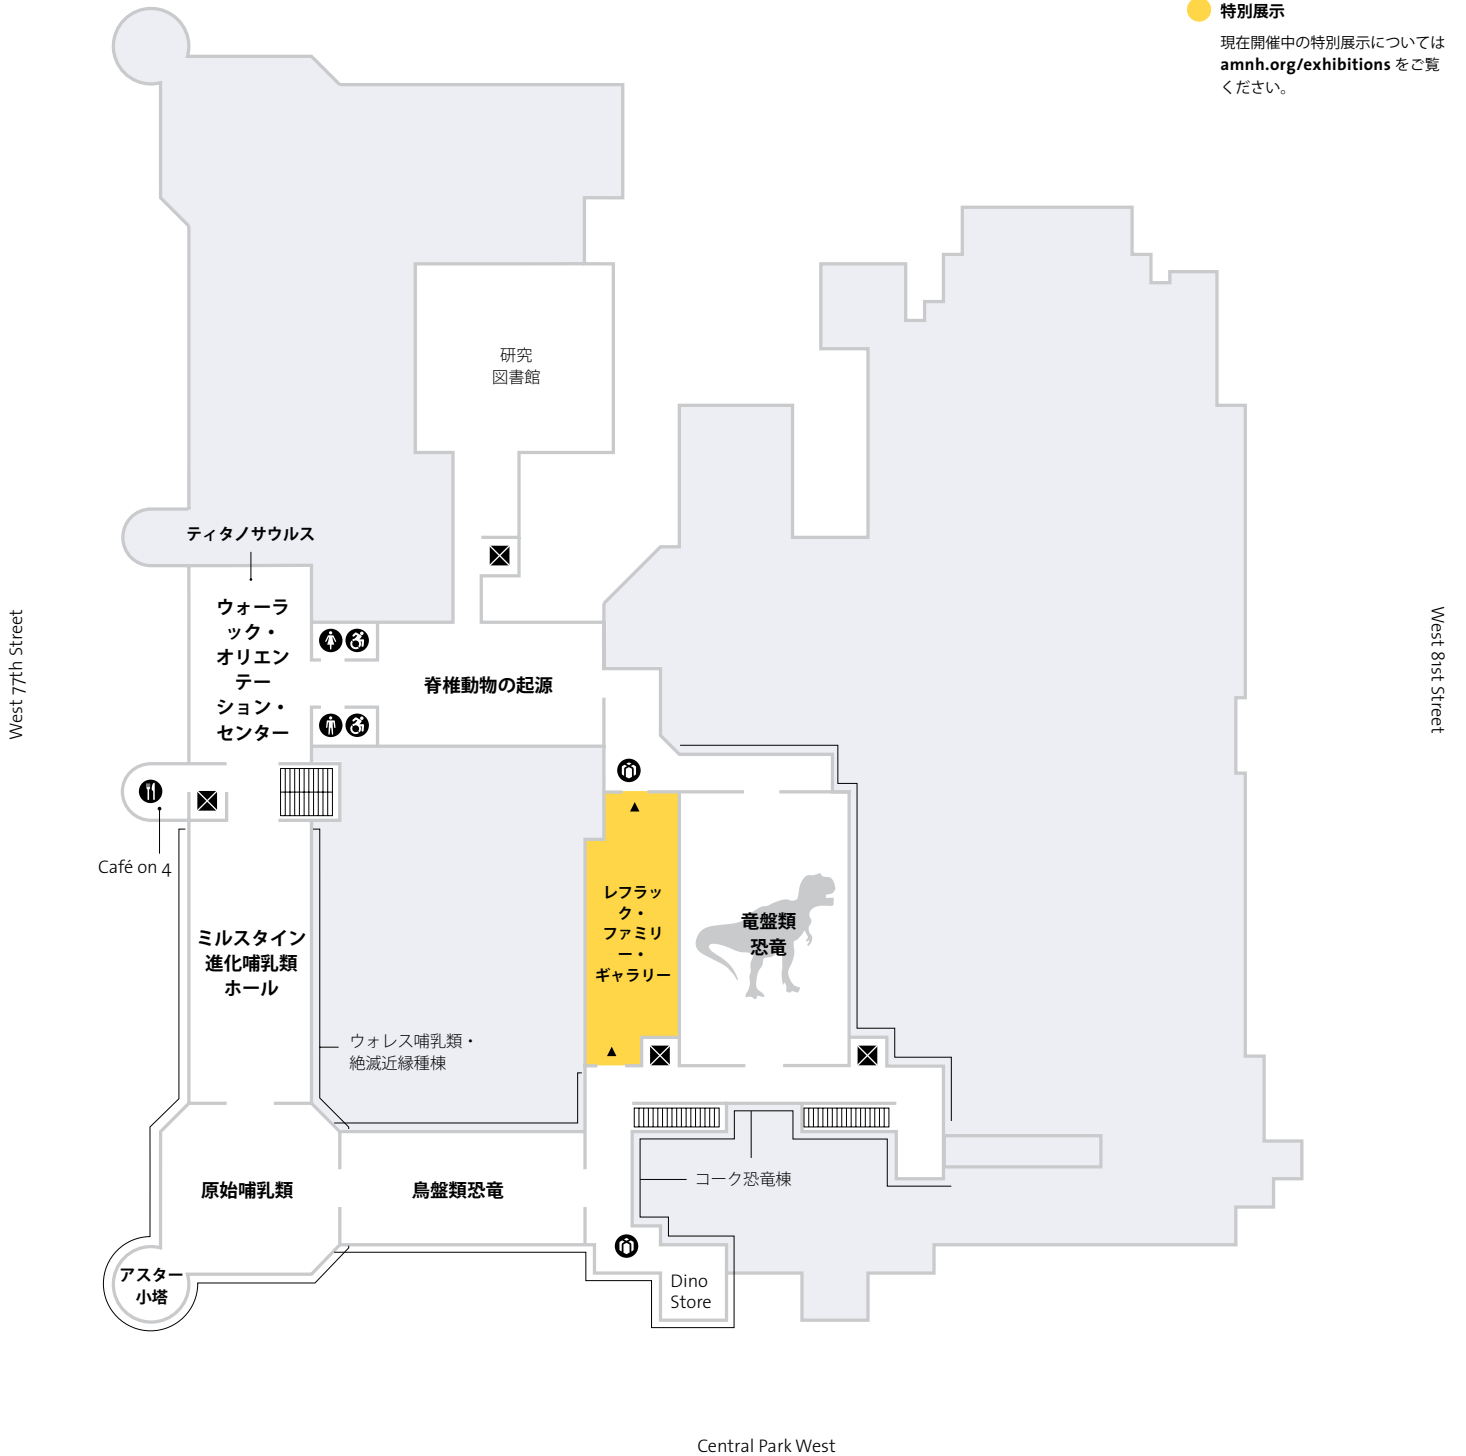 特別展示
現在開催中の特別展示については
amnh.org/exhibitions をご覧
ください。
研究
図書館
ティタノサウルス
ウォーラ
ック・
オリエン
テー
ション・
センター
脊椎動物の起源
West 77th Street
West 81st Street
Café on 4
レフラッ
ク・
ファミリ
ー・
ギャラリー
竜盤類
恐竜
ミルスタイン
進化哺乳類
ホール
ウォレス哺乳類・
絶滅近縁種棟
コーク恐竜棟
原始哺乳類
鳥盤類恐竜
アスター
小塔
Dino
Store
Central Park West